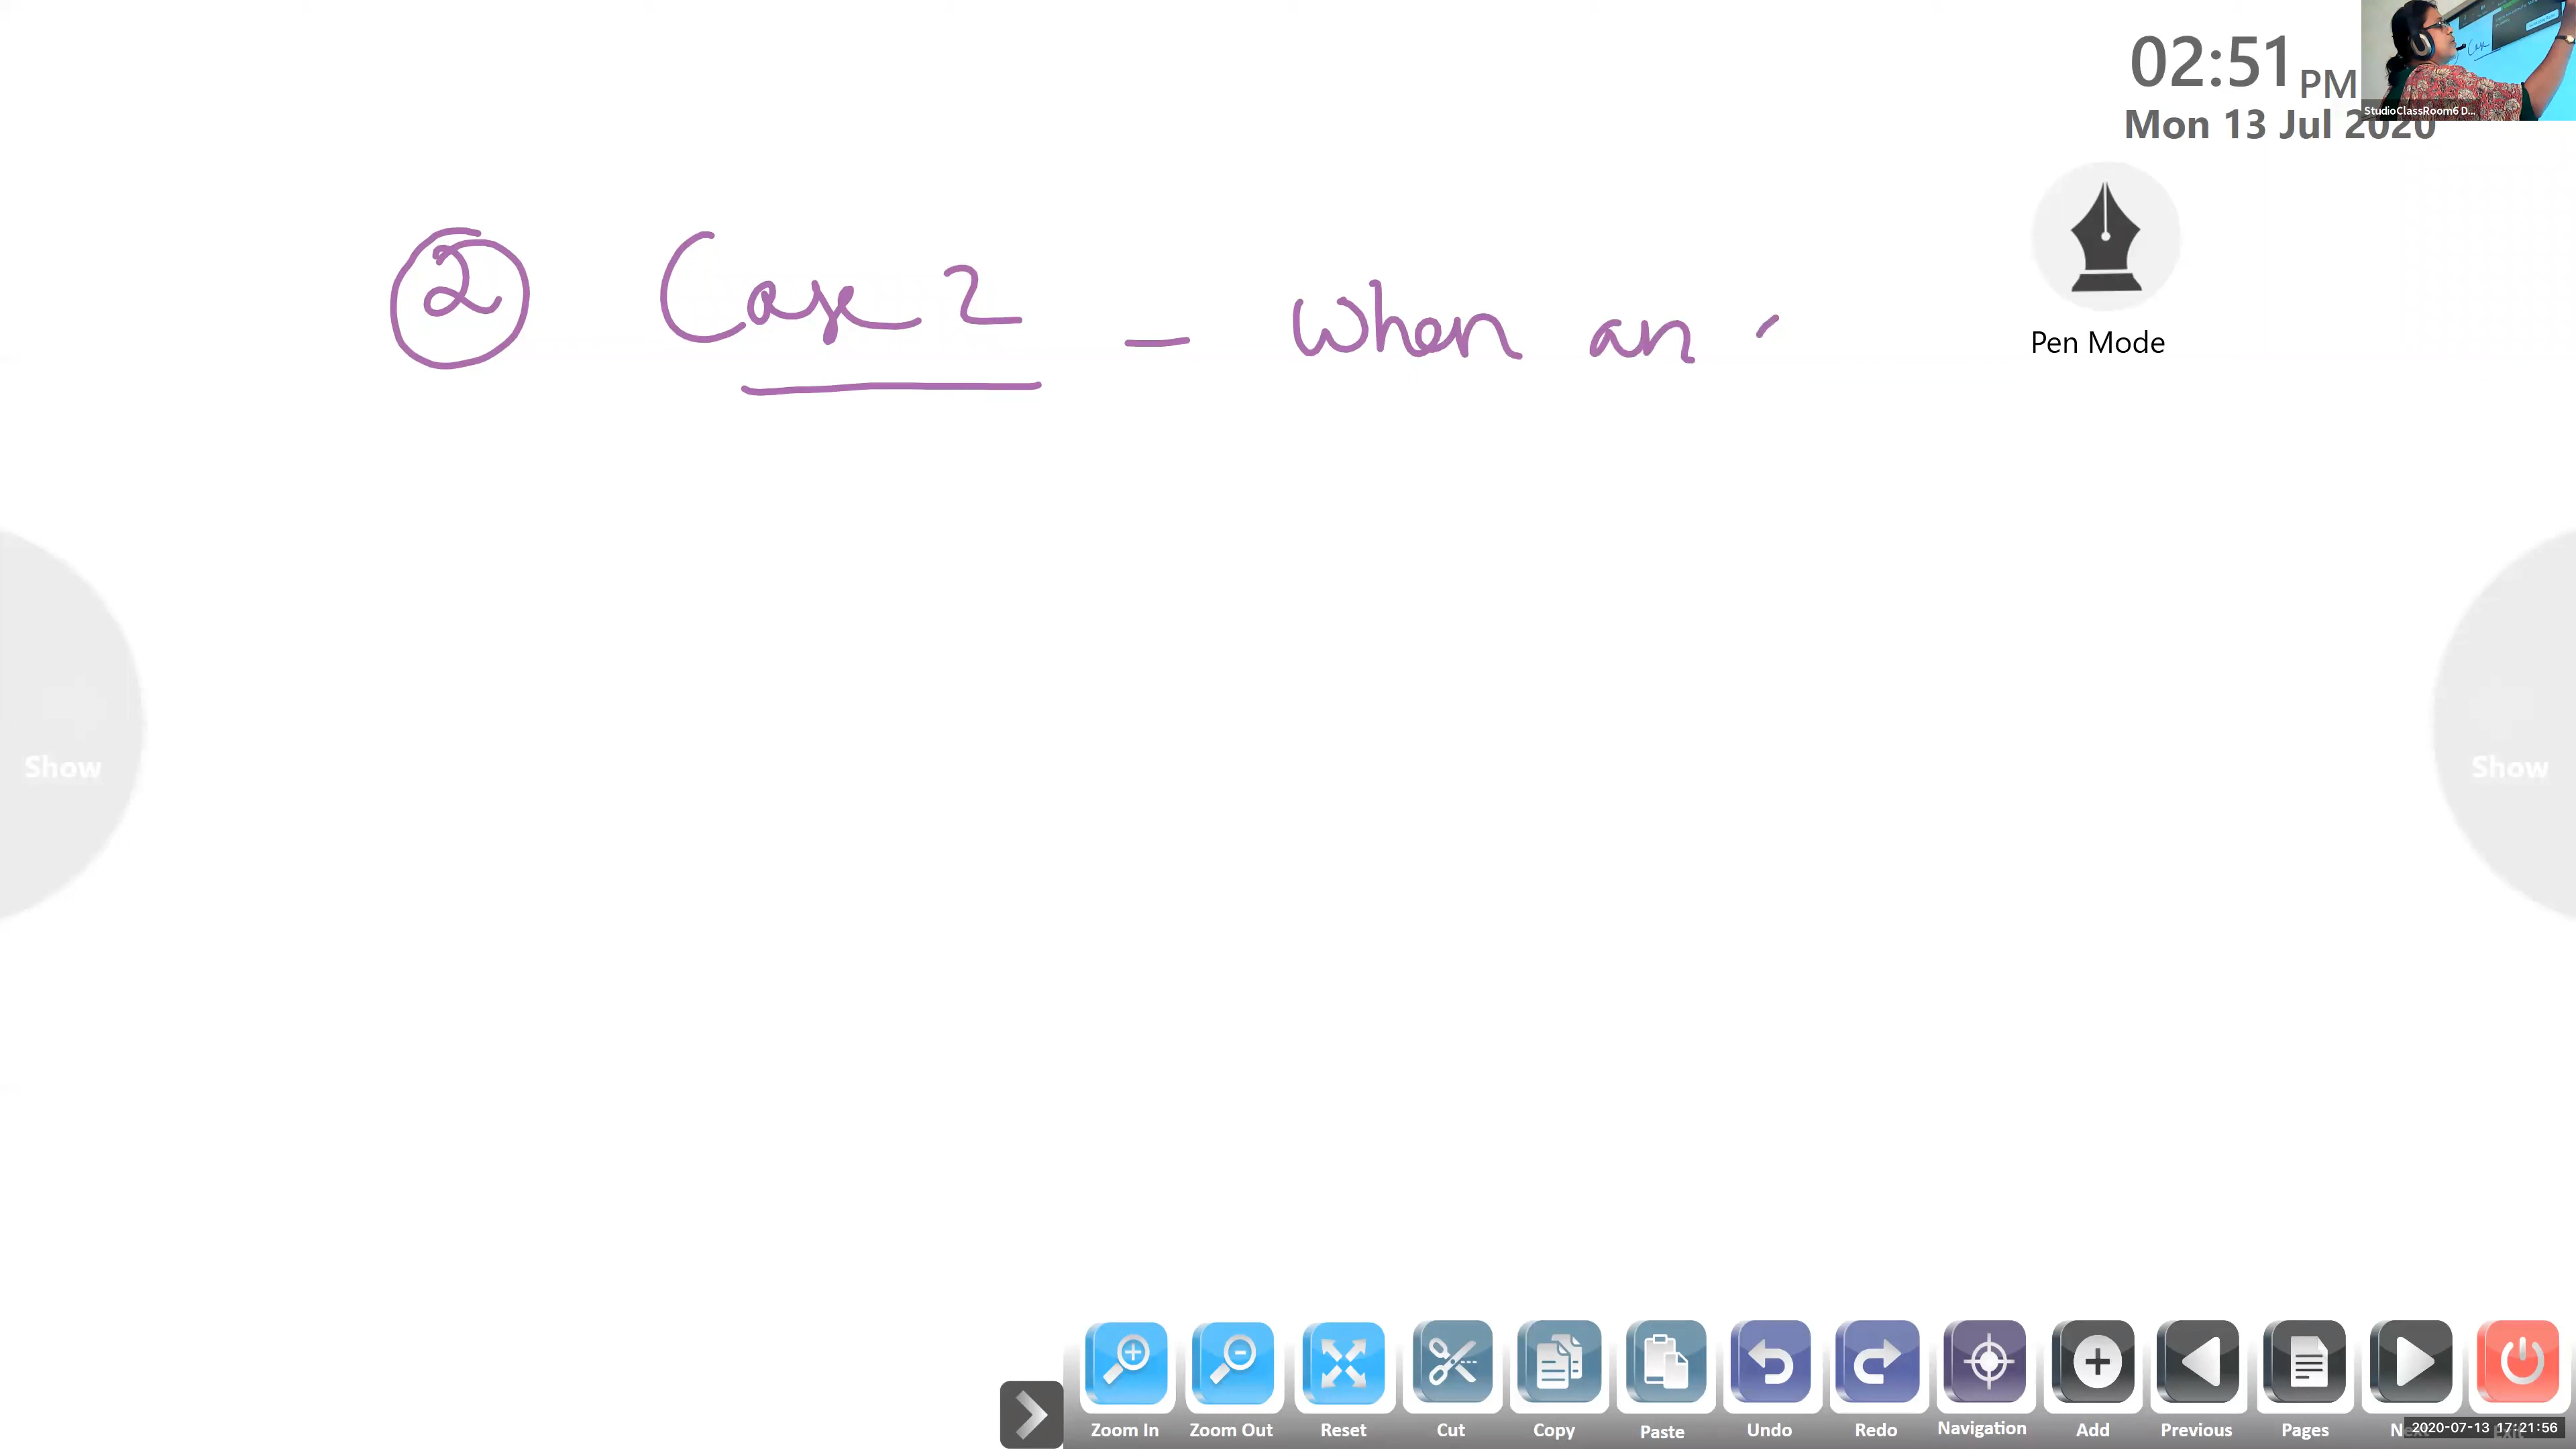 02:51 PM
Mon 13 Jul 2020
StudioClassRoom6 D...
Pen Mode
② Case 2 — When an
Show
Show
Zoom In Zoom Out Reset Cut Copy Paste Undo Redo Navigation Add Previous Pages
2020-07-13 17:21:56